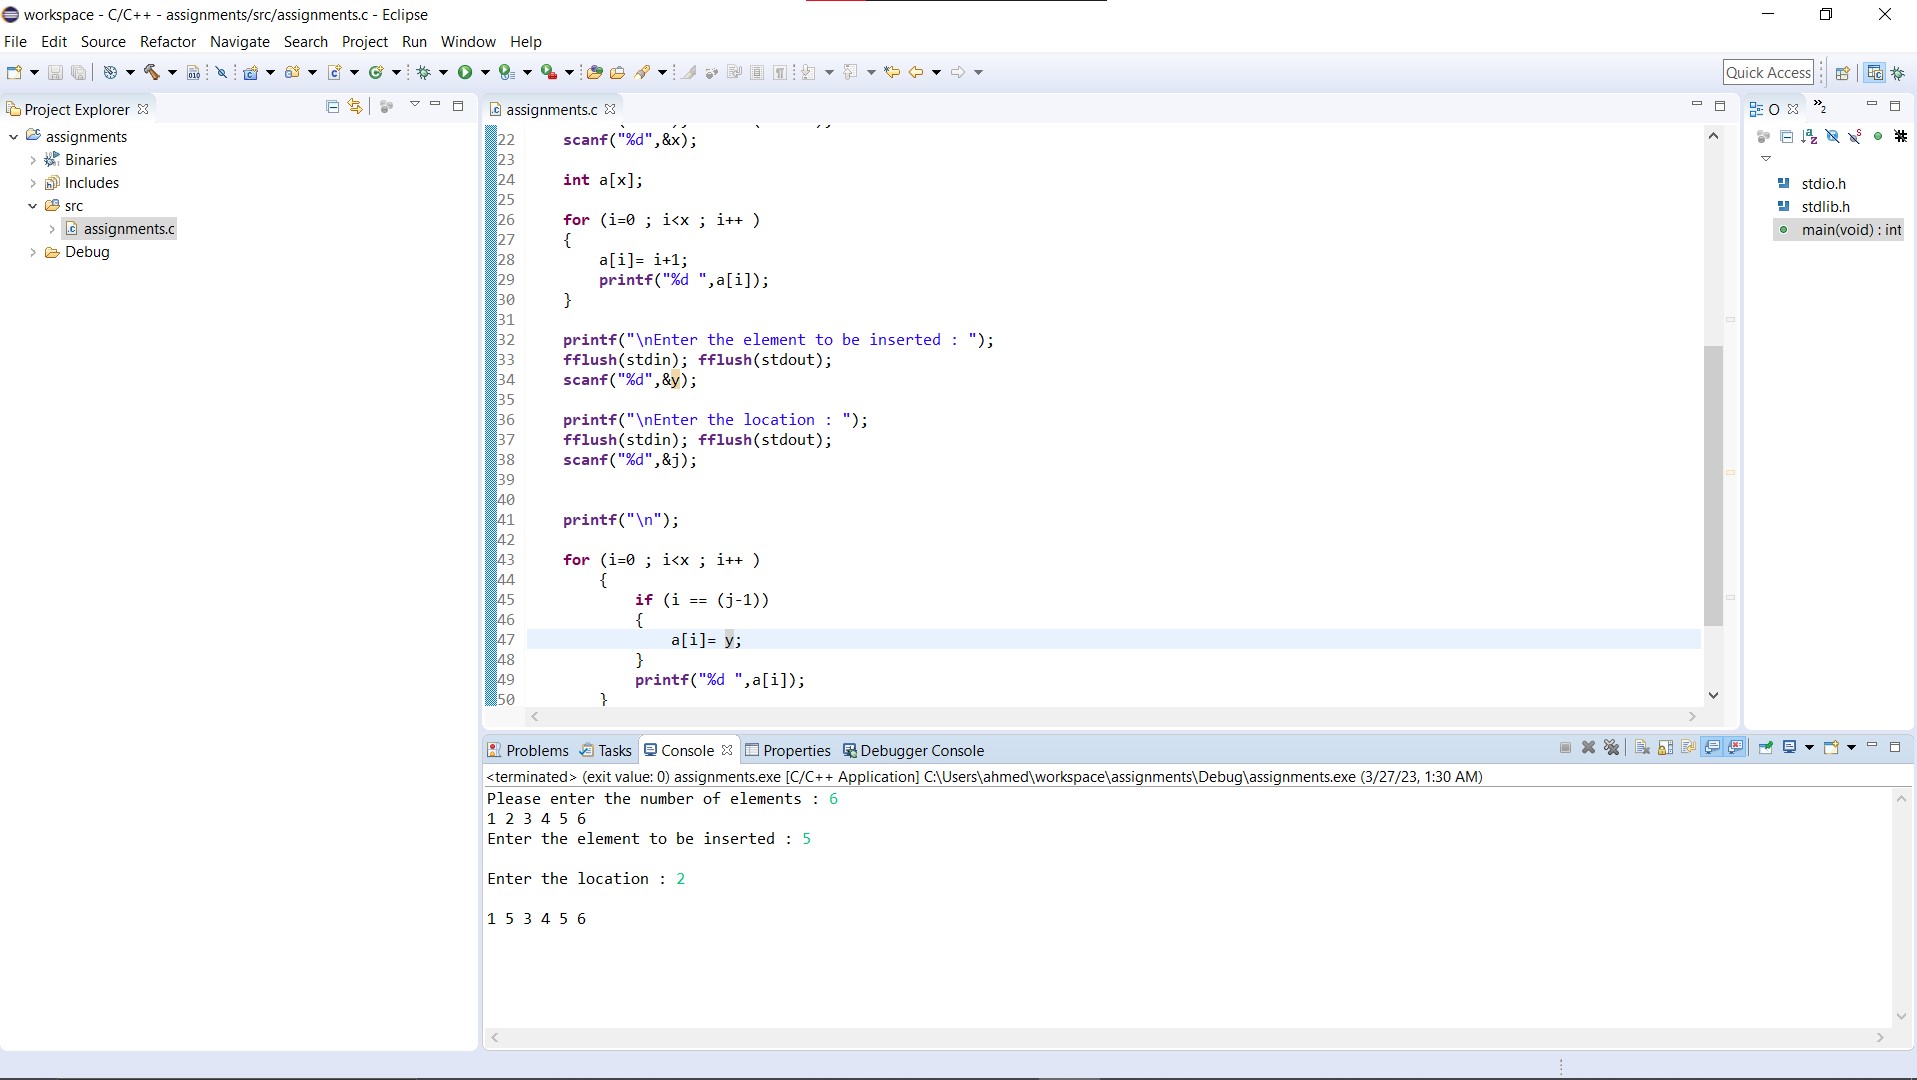 workspace - C/C++ - assignments/src/assignments.c - Eclipse
File Edit Source Refactor Navigate Search Project Run Window Help
Quick Access
Project Explorer
assignments
Binaries
Includes
src
assignments.c
Debug
assignments.c
22 scanf("%d",&x);
23
24 int a[x];
25
26 for (i=0 ; i<x ; i++ )
27 {
28 a[i]= i+1;
29 printf("%d ",a[i]);
30 }
31
32 printf("\nEnter the element to be inserted : ");
33 fflush(stdin); fflush(stdout);
34 scanf("%d",&y);
35
36 printf("\nEnter the location : ");
37 fflush(stdin); fflush(stdout);
38 scanf("%d",&j);
39
40
41 printf("\n");
42
43 for (i=0 ; i<x ; i++ )
44 {
45 if (i == (j-1))
46 {
47 a[i]= y;
48 }
49 printf("%d ",a[i]);
50 }
O
2
stdio.h
stdlib.h
main(void) : int
Problems Tasks Console Properties Debugger Console
<terminated> (exit value: 0) assignments.exe [C/C++ Application] C:\Users\ahmed\workspace\assignments\Debug\assignments.exe (3/27/23, 1:30 AM)
Please enter the number of elements : 6
1 2 3 4 5 6
Enter the element to be inserted : 5
Enter the location : 2
1 5 3 4 5 6